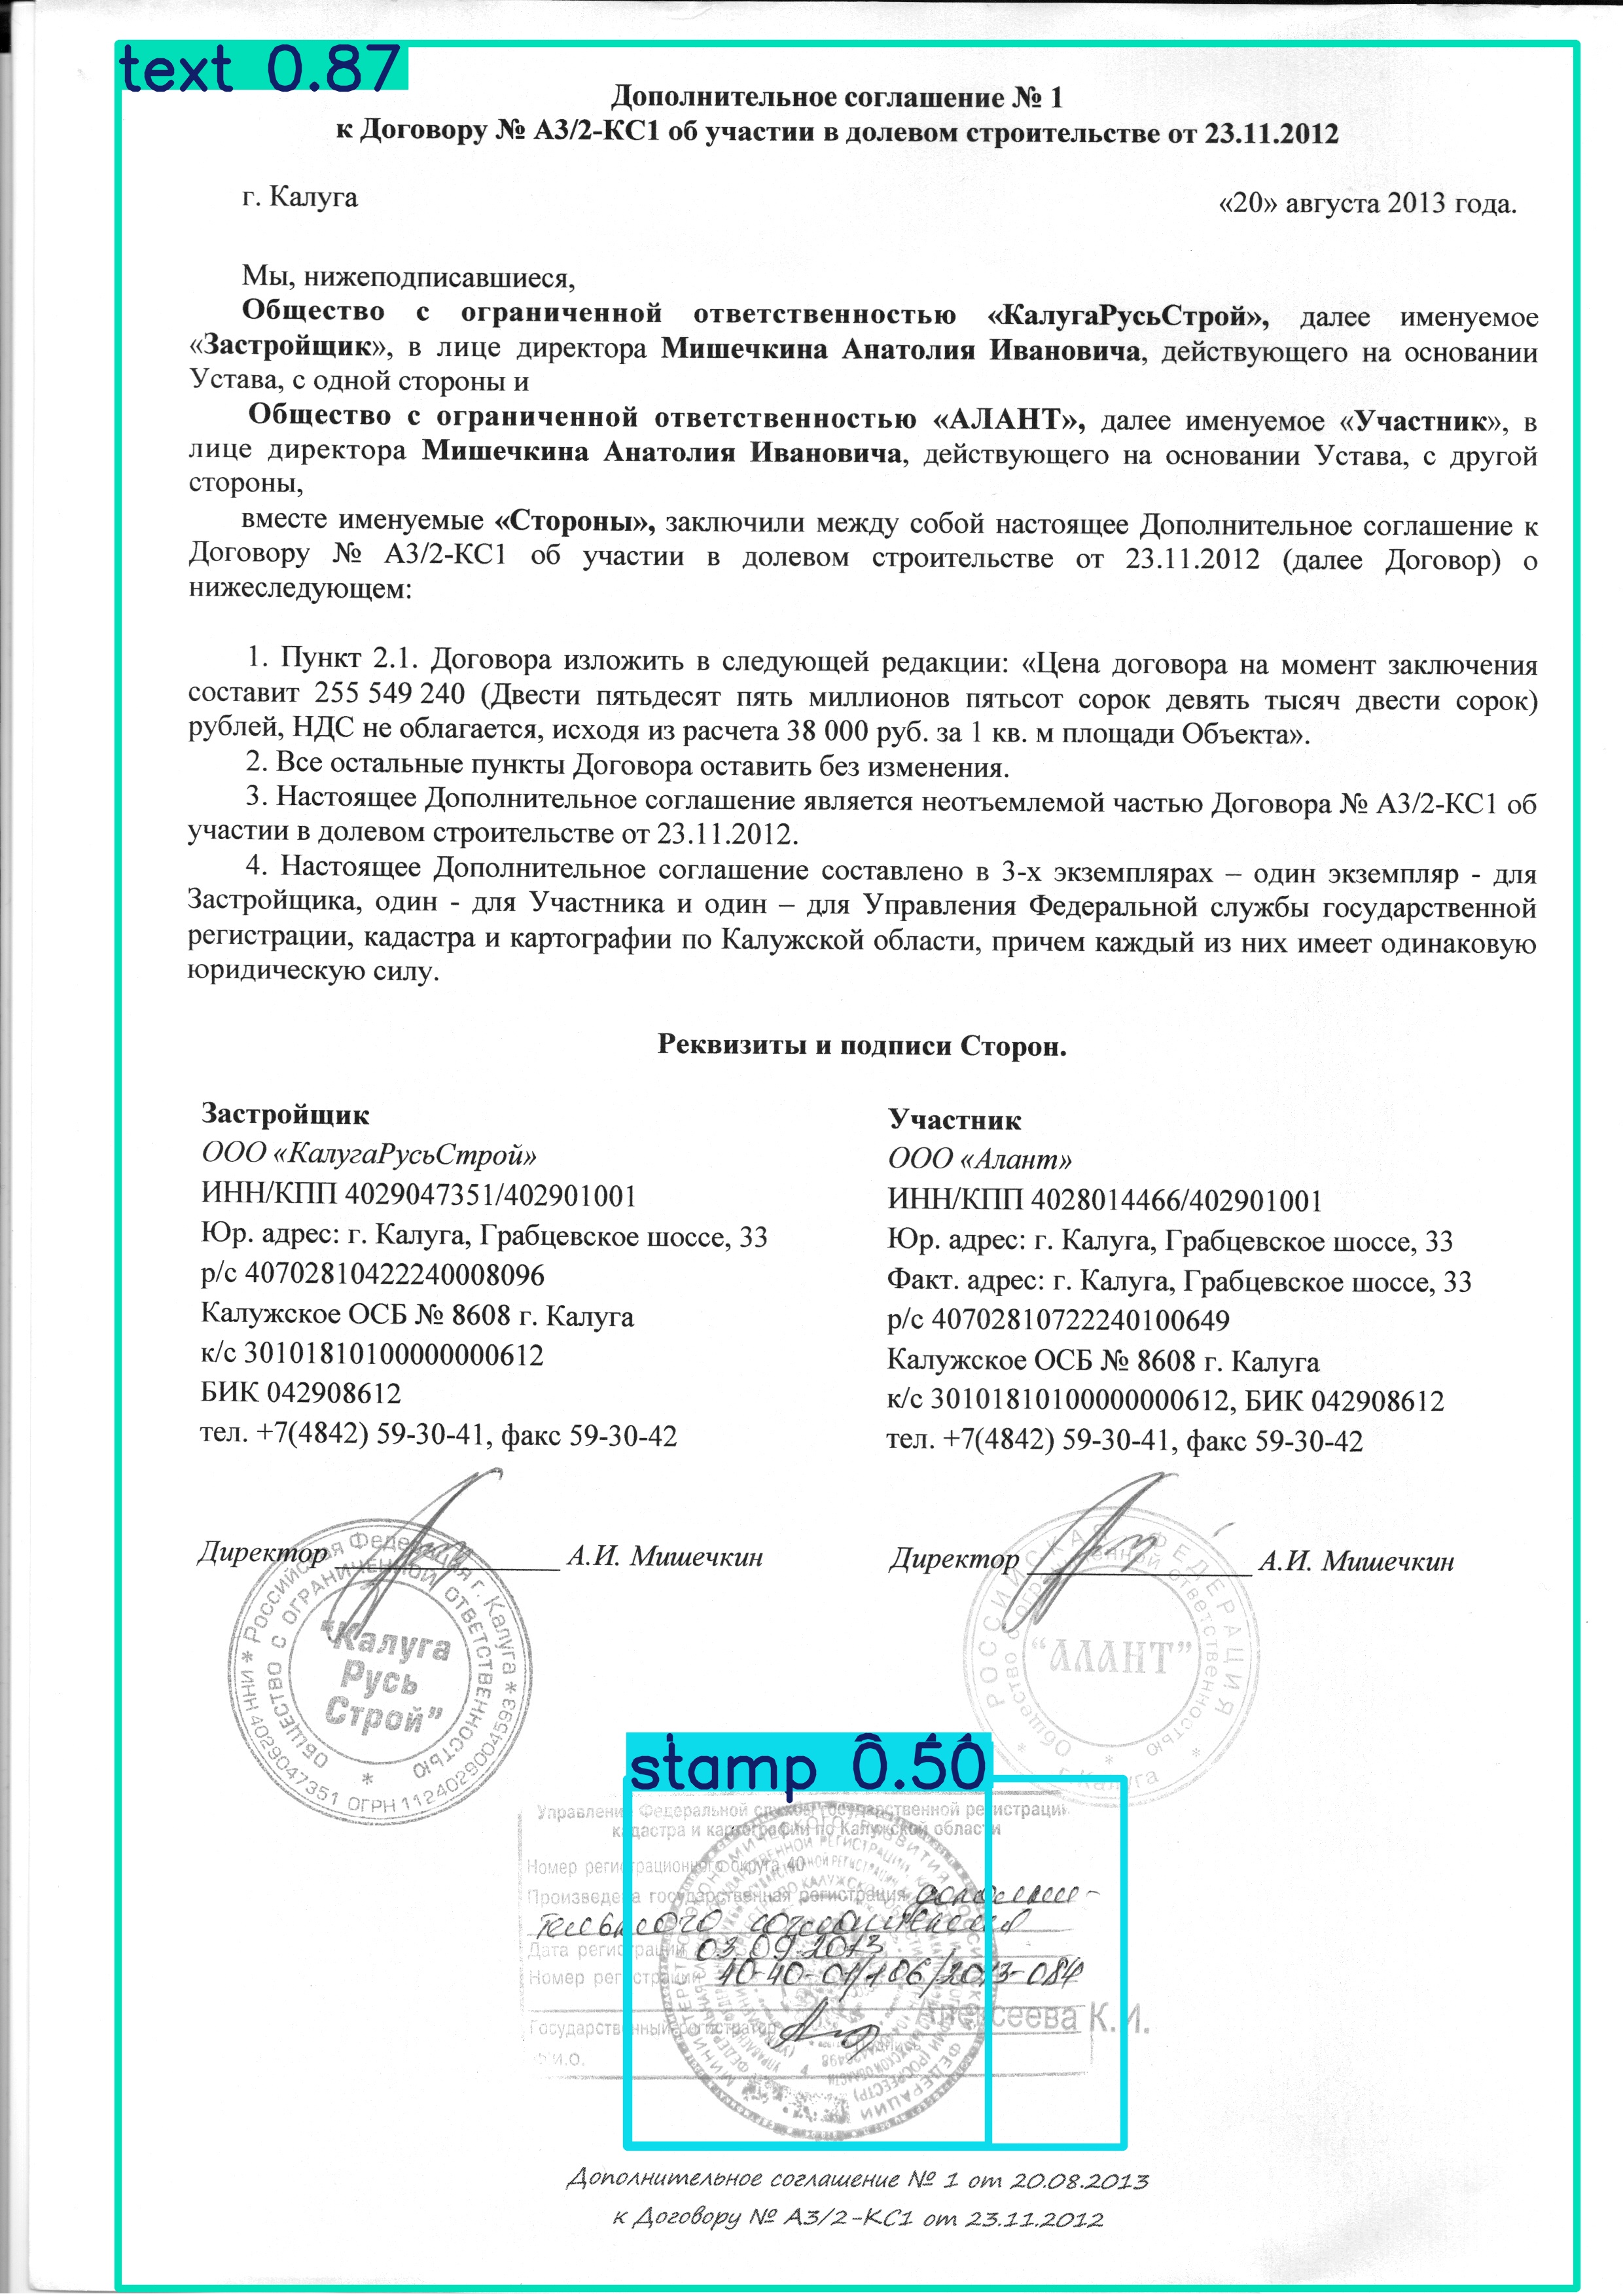 text 0.87
Дополнительное соглашение № 1
к Договору № А3/2-КС1 об участии в долевом строительстве от 23.11.2012
г. Калуга
«20» августа 2013 года.
Мы, нижеподписавшиеся,
Общество с ограниченной ответственностью «КалугаРусьСтрой», далее именуемое
«Застройщик», в лице директора Мишечкина Анатолия Ивановича, действующего на основании
Устава, с одной стороны и
Общество с ограниченной ответственностью «АЛАНТ», далее именуемое «Участник», в
лице директора Мишечкина Анатолия Ивановича, действующего на основании Устава, с другой
стороны,
вместе именуемые «Стороны», заключили между собой настоящее Дополнительное соглашение к
Договору № А3/2-КС1 об участии в долевом строительстве от 23.11.2012 (далее Договор) о
нижеследующем:
1. Пункт 2.1. Договора изложить в следующей редакции: «Цена договора на момент заключения
составит 255 549 240 (Двести пятьдесят пять миллионов пятьсот сорок девять тысяч двести сорок)
рублей, НДС не облагается, исходя из расчета 38 000 руб. за 1 кв. м площади Объекта».
2. Все остальные пункты Договора оставить без изменения.
3. Настоящее Дополнительное соглашение является неотъемлемой частью Договора № А3/2-КС1 об
участии в долевом строительстве от 23.11.2012.
4. Настоящее Дополнительное соглашение составлено в 3-х экземплярах – один экземпляр - для
Застройщика, один - для Участника и один – для Управления Федеральной службы государственной
регистрации, кадастра и картографии по Калужской области, причем каждый из них имеет одинаковую
юридическую силу.
Реквизиты и подписи Сторон.
Застройщик
ООО «КалугаРусьСтрой»
ИНН/КПП 4029047351/402901001
Юр. адрес: г. Калуга, Грабцевское шоссе, 33
р/с 40702810422240008096
Калужское ОСБ № 8608 г. Калуга
к/с 30101810100000000612
БИК 042908612
тел. +7(4842) 59-30-41, факс 59-30-42
Директор А.И. Мишечкин
Российская Федерация г. Калуга * ИНН 4029047351 ОГРН 1124029004593 *
ОБЩЕСТВО С ОГРАНИЧЕННОЙ ОТВЕТСТВЕННОСТЬЮ *
"Калуга
Русь
Строй"
Участник
ООО «Алант»
ИНН/КПП 4028014466/402901001
Юр. адрес: г. Калуга, Грабцевское шоссе, 33
Факт. адрес: г. Калуга, Грабцевское шоссе, 33
р/с 40702810722240100649
Калужское ОСБ № 8608 г. Калуга
к/с 30101810100000000612, БИК 042908612
тел. +7(4842) 59-30-41, факс 59-30-42
Директор А.И. Мишечкин
РОССИЙСКАЯ ФЕДЕРАЦИЯ * г. Калуга *
Общество с ограниченной ответственностью *
"АЛАНТ"
stamp 0.50
Управление Федеральной службы государственной регистрации
кадастра и картографии по Калужской области
Номер регистрационного округа 40
Произведена государственная регистрация дополни-
тельного соглашения
Дата регистрации 03.09.2013
Номер регистрации 40-40-01/106/2013-084
Алексеева К.И.
Государственный регистратор
Ф.И.О.
Дополнительное соглашение № 1 от 20.08.2013
к Договору № А3/2-КС1 от 23.11.2012